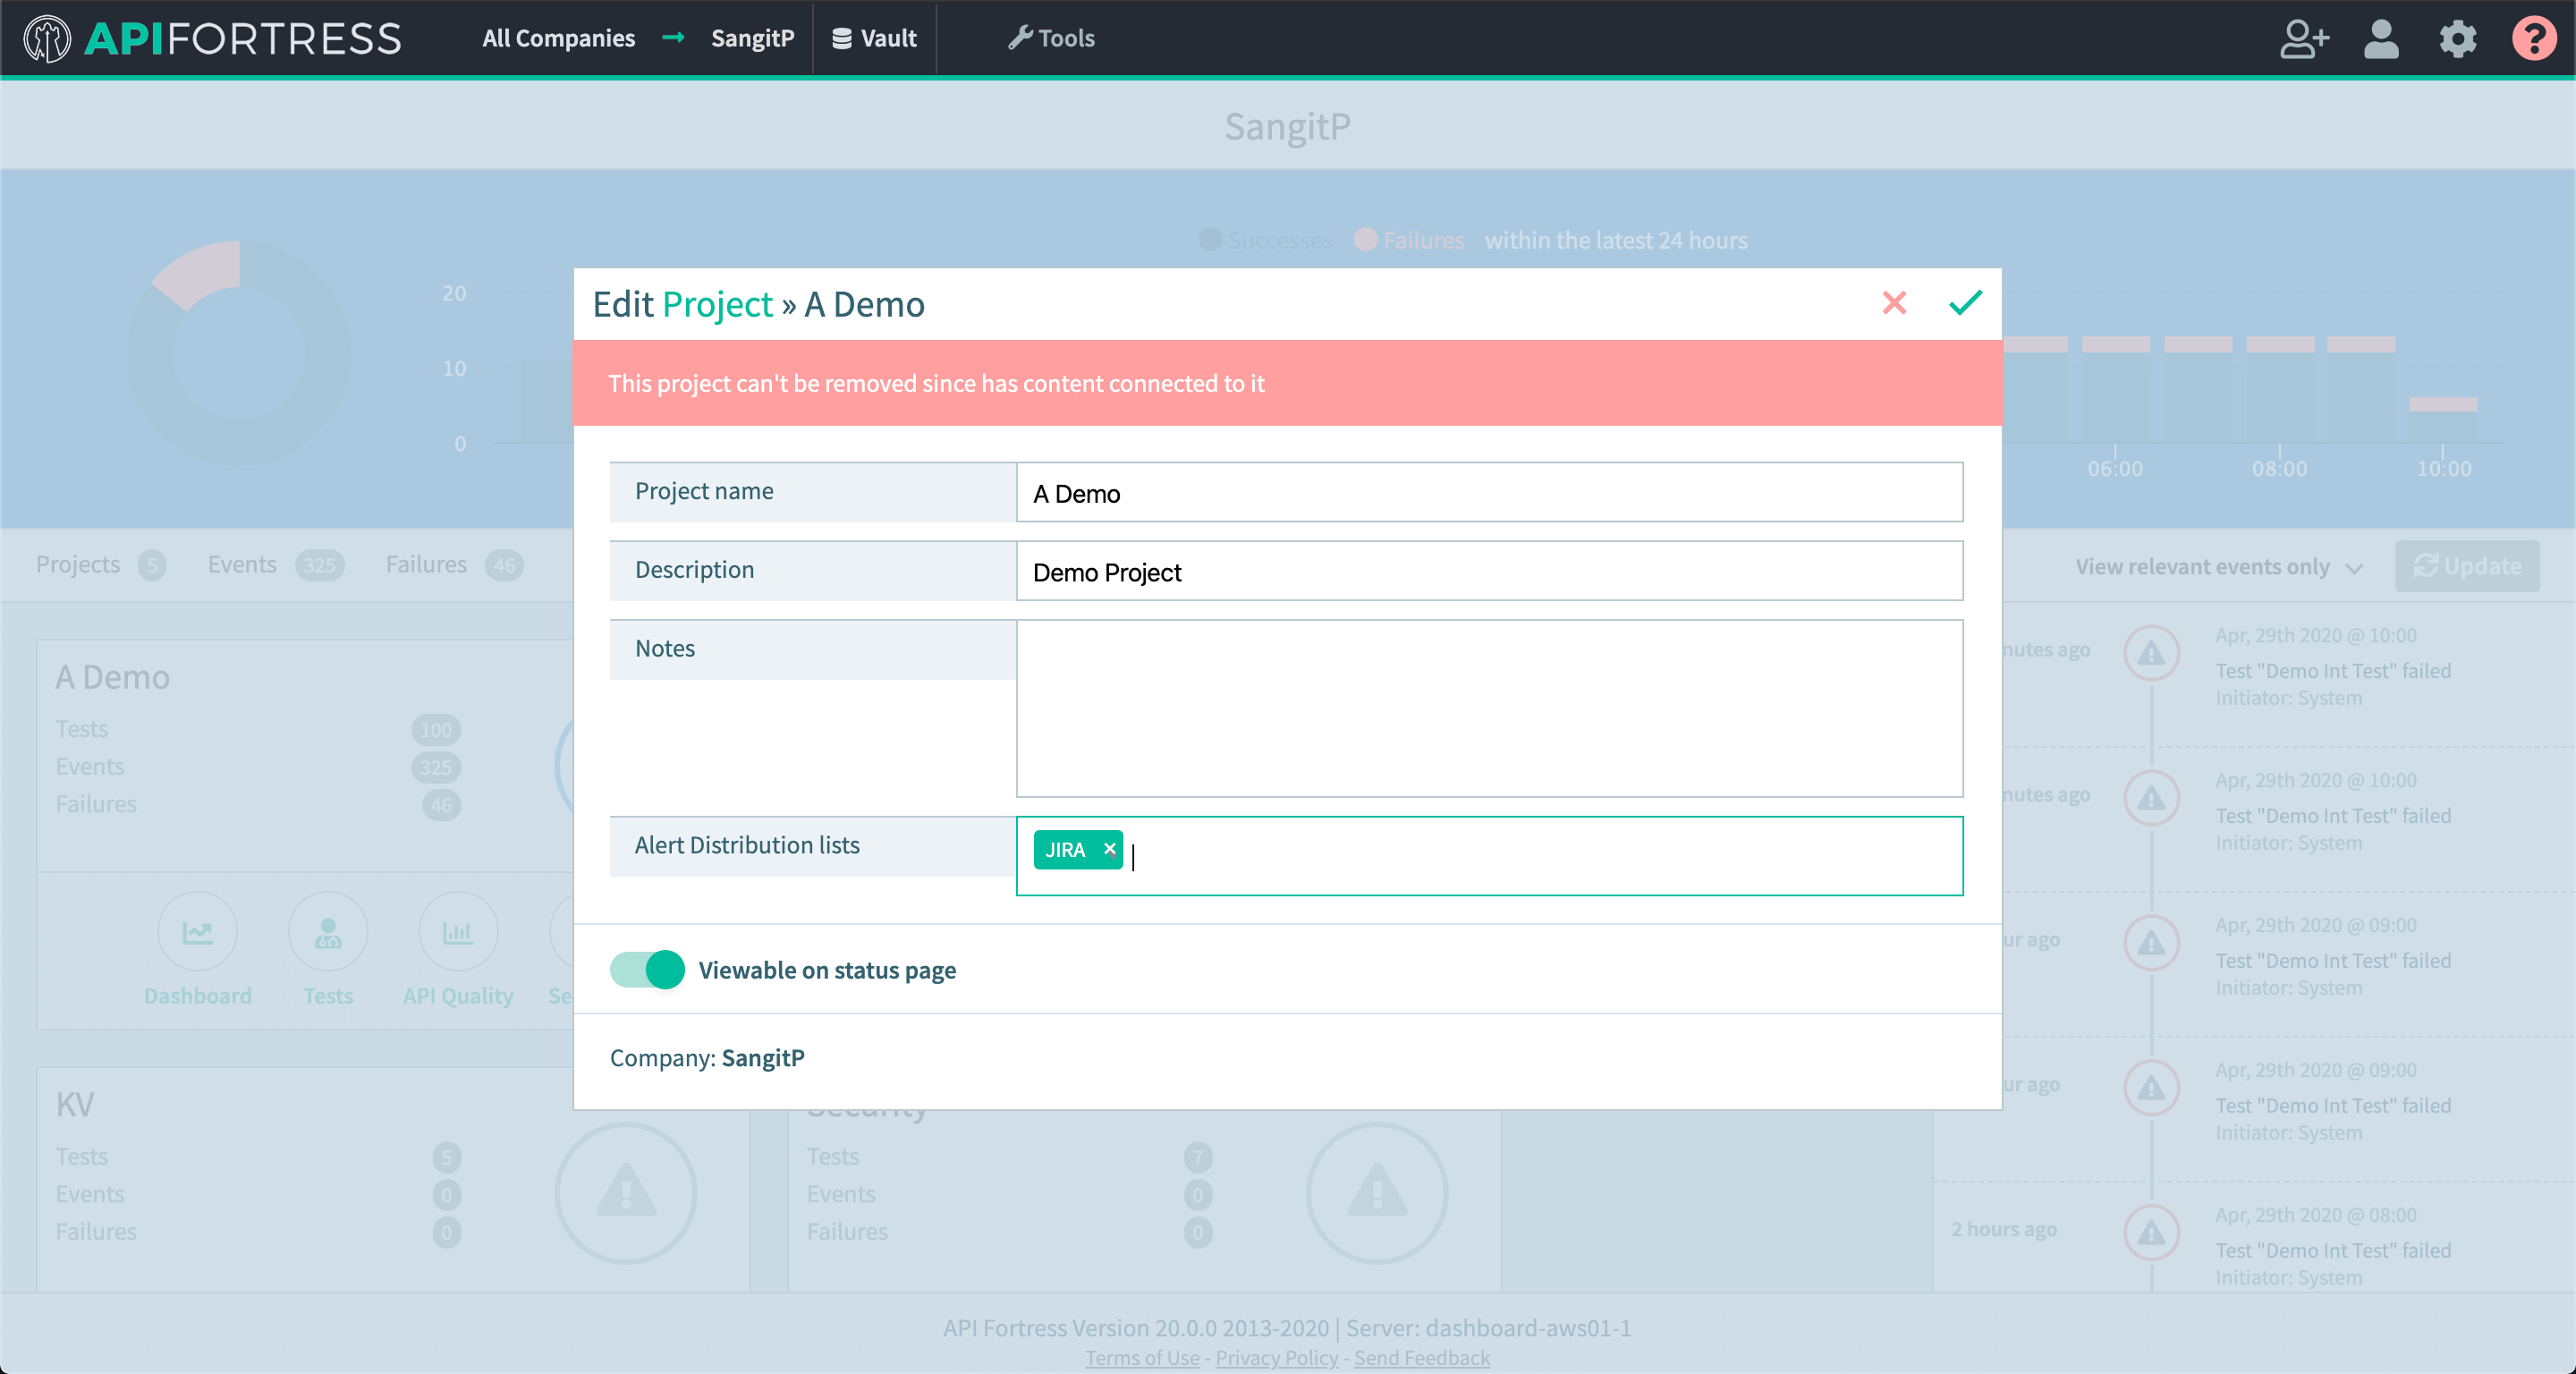 APIFORTRESS
All Companies → SangitP
Vault
Tools
SangitP
Successes Failures within the latest 24 hours
20
10
0
06:00 08:00 10:00
Edit Project » A Demo
This project can't be removed since has content connected to it
Project name
A Demo
Description
Demo Project
Notes
Alert Distribution lists
JIRA ×
Viewable on status page
Company: SangitP
Projects 5 Events 325 Failures 46
View relevant events only
Update
A Demo
Tests 100
Events 325
Failures 46
Dashboard Tests API Quality Se
KV
Tests 5
Events 0
Failures 0
Security
Tests 7
Events 0
Failures 0
nutes ago
Apr, 29th 2020 @ 10:00
Test "Demo Int Test" failed
Initiator: System
nutes ago
Apr, 29th 2020 @ 10:00
Test "Demo Int Test" failed
Initiator: System
ur ago
Apr, 29th 2020 @ 09:00
Test "Demo Int Test" failed
Initiator: System
ur ago
Apr, 29th 2020 @ 09:00
Test "Demo Int Test" failed
Initiator: System
2 hours ago
Apr, 29th 2020 @ 08:00
Test "Demo Int Test" failed
Initiator: System
API Fortress Version 20.0.0 2013-2020 | Server: dashboard-aws01-1
Terms of Use - Privacy Policy - Send Feedback